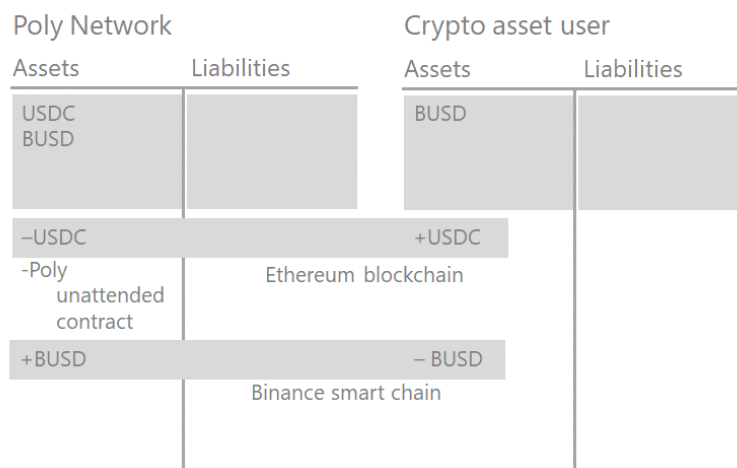 Poly Network
Crypto asset user
Assets
Liabilities
Assets
Liabilities
USDC
BUSD
BUSD
–USDC
+USDC
-Poly
unattended
contract
Ethereum blockchain
+BUSD
– BUSD
Binance smart chain